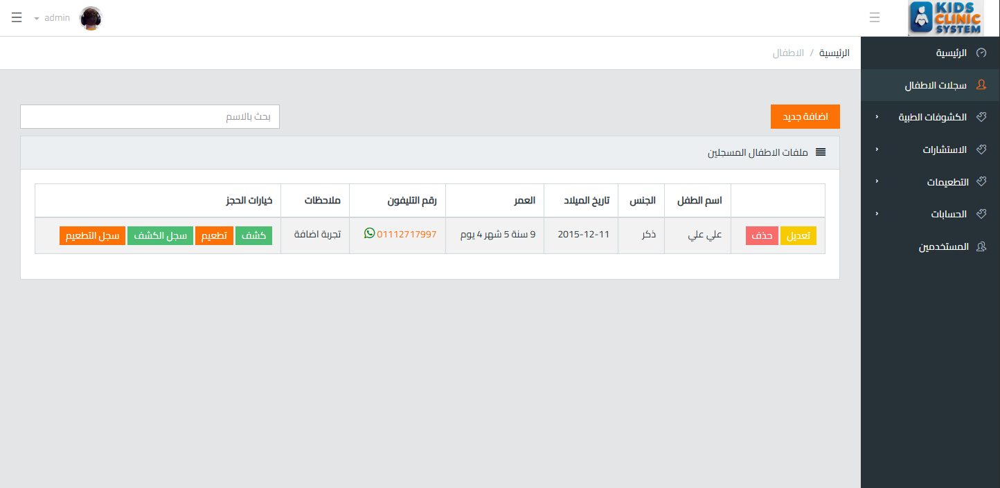 KIDS
CLINIC
SYSTEM
admin
الرئيسية
سجلات الاطفال
الكشوفات الطبية
الاستشارات
التطعيمات
الحسابات
المستخدمين
الرئيسية / الاطفال
اضافة جديد
بحث بالاسم
ملفات الاطفال المسجلين
اسم الطفل الجنس تاريخ الميلاد العمر رقم التليفون ملاحظات خيارات الحجز
تعديل حذف علي علي ذكر 2015-12-11 9 سنة 5 شهر 4 يوم 01112717997 تجربة اضافة كشف تطعيم سجل الكشف سجل التطعيم